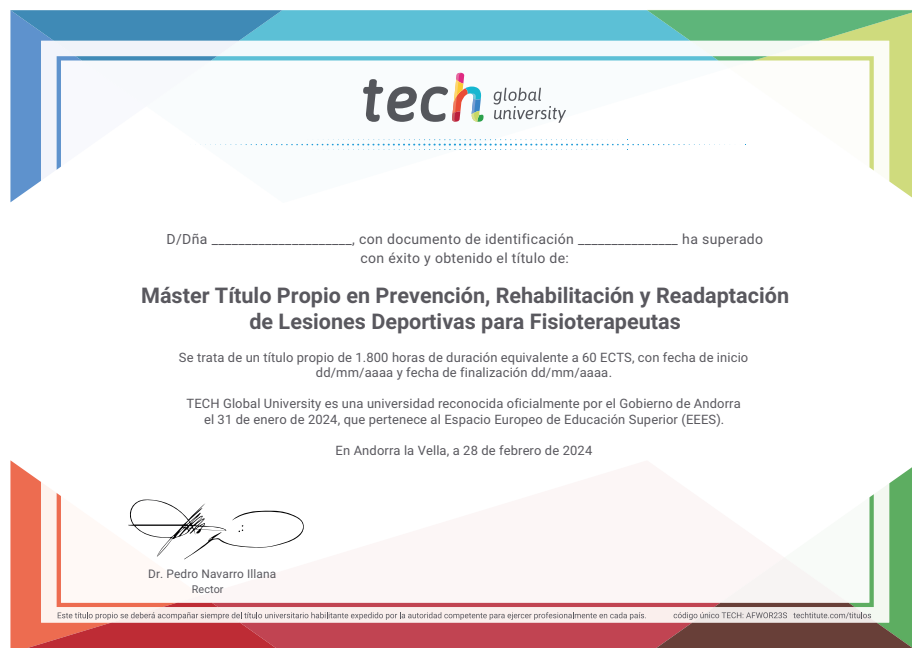 tech global university
D/Dña _____________________, con documento de identificación _______________ ha superado
con éxito y obtenido el título de:
Máster Título Propio en Prevención, Rehabilitación y Readaptación
de Lesiones Deportivas para Fisioterapeutas
Se trata de un título propio de 1.800 horas de duración equivalente a 60 ECTS, con fecha de inicio
dd/mm/aaaa y fecha de finalización dd/mm/aaaa.
TECH Global University es una universidad reconocida oficialmente por el Gobierno de Andorra
el 31 de enero de 2024, que pertenece al Espacio Europeo de Educación Superior (EEES).
En Andorra la Vella, a 28 de febrero de 2024
Dr. Pedro Navarro Illana
Rector
Este título propio se deberá acompañar siempre del título universitario habilitante expedido por la autoridad competente para ejercer profesionalmente en cada país. código único TECH: AFWOR23S techtitute.com/titulos